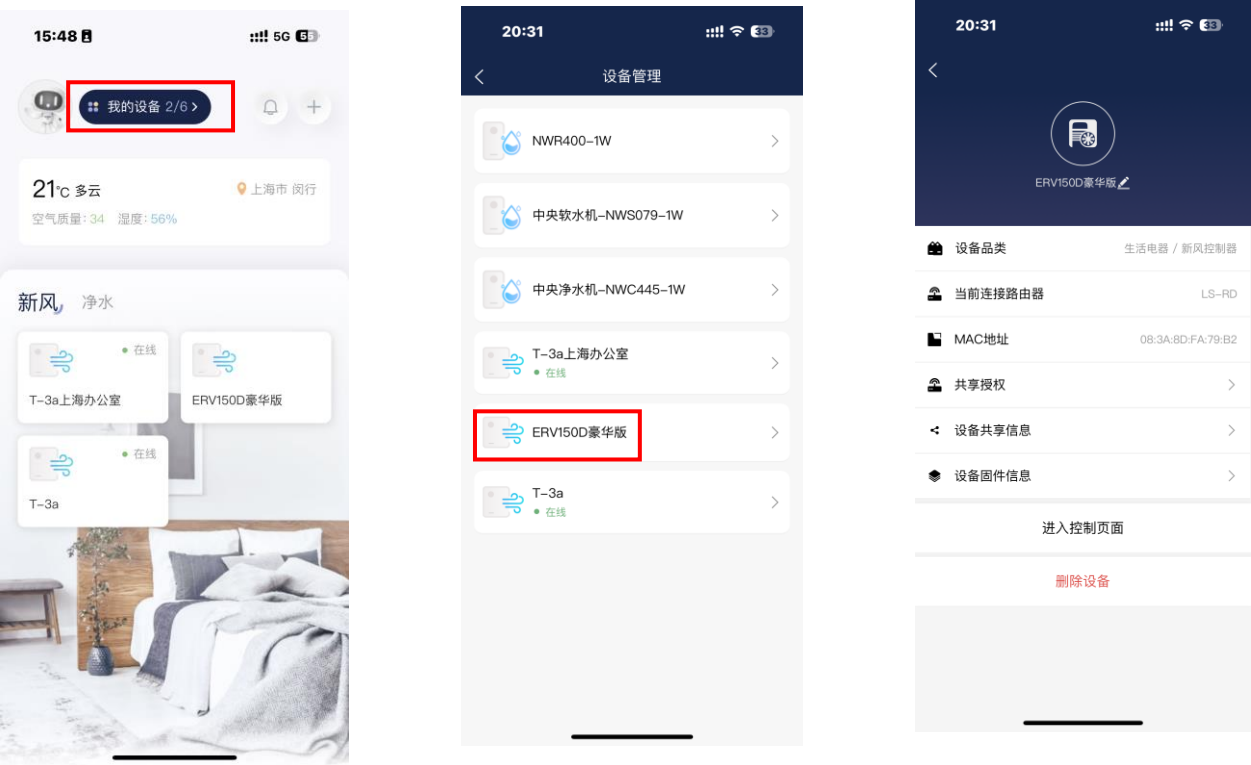 15:48
5G 55
我的设备 2/6
21°C 多云
上海市 闵行
空气质量: 34 湿度: 56%
新风 净水
在线
T-3a上海办公室
ERV150D豪华版
在线
T-3a
20:31
33
设备管理
NWR400-1W
中央软水机-NWS079-1W
中央净水机-NWC445-1W
T-3a上海办公室
在线
ERV150D豪华版
T-3a
在线
20:31
33
ERV150D豪华版
设备品类 生活电器 / 新风控制器
当前连接路由器 LS-RD
MAC地址 08:3A:8D:FA:79:B2
共享授权
设备共享信息
设备固件信息
进入控制页面
删除设备